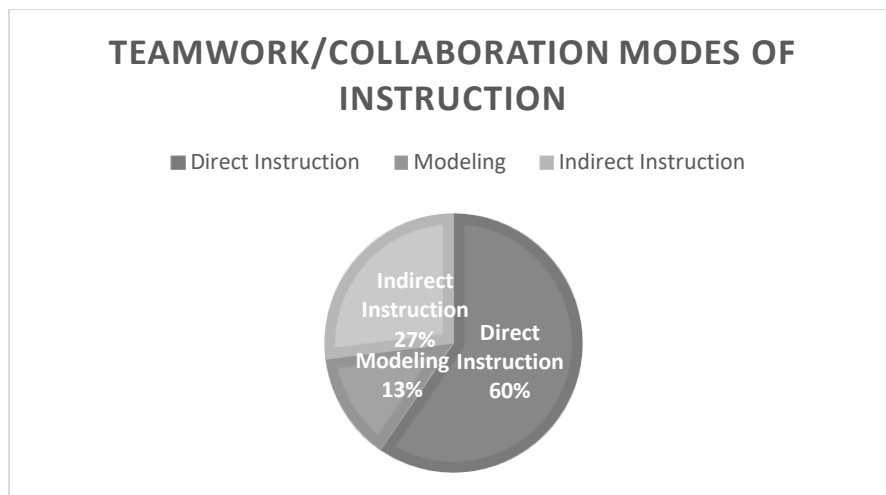 TEAMWORK/COLLABORATION MODES OF
INSTRUCTION
Direct Instruction Modeling Indirect Instruction
Indirect
Instruction
27%
Direct
Instruction
60%
Modeling
13%